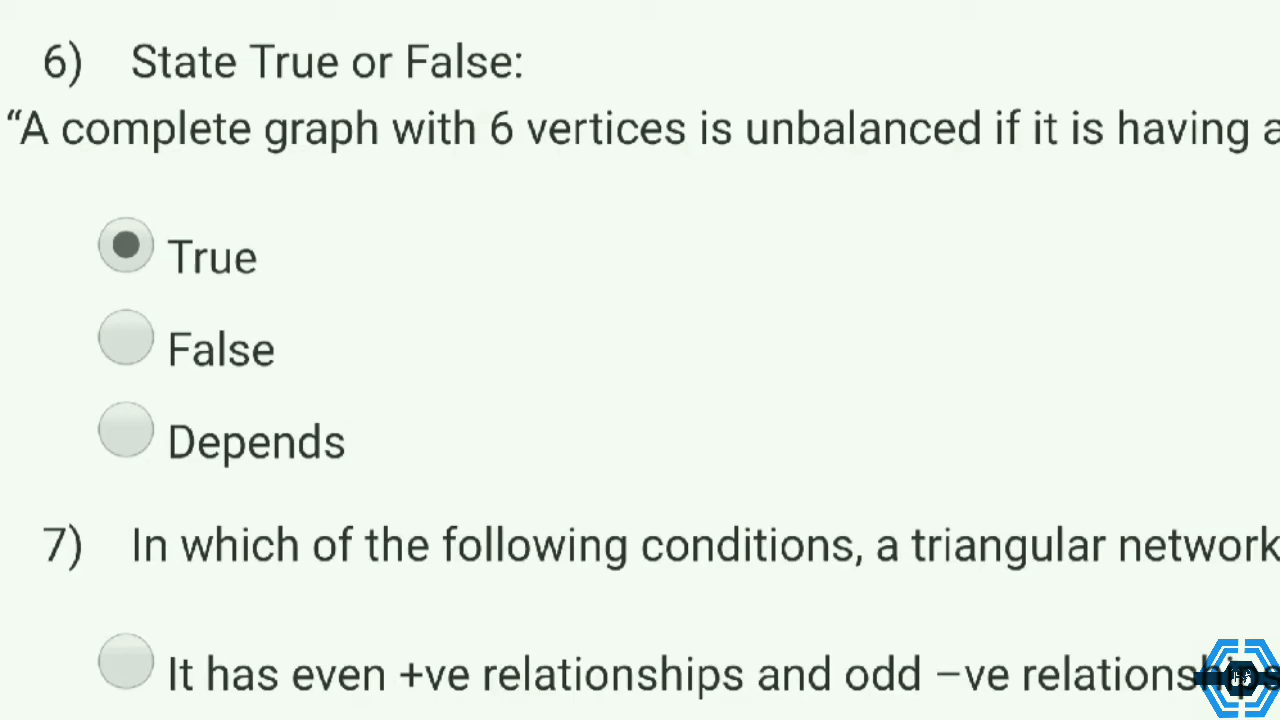 6) State True or False:
“A complete graph with 6 vertices is unbalanced if it is having a
True
False
Depends
7) In which of the following conditions, a triangular network
It has even +ve relationships and odd –ve relationships